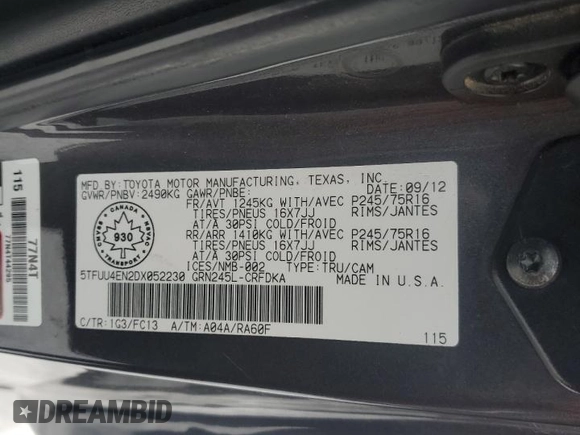 MFD.BY:TOYOTA MOTOR MANUFACTURING, TEXAS, INC.
GVWR/PNBV:2490KG GAWR/PNBE: DATE:09/12
FR/AVT 1245KG WITH/AVEC P245/75R16
TIRES/PNEUS 16X7JJ RIMS/JANTES
AT/A 30PSI COLD/FROID
RR/ARR 1410KG WITH/AVEC P245/75R16
TIRES/PNEUS 16X7JJ RIMS/JANTES
AT/A 30PSI COLD/FROID
ICES/NMB-002 TYPE:TRU/CAM
5TFUU4EN2DX052230 GRN245L-CRFDKA U.S.A.
C/TR:1G3/FC13 A/TM:A04A/RA60F
115
CANADA
930
115
77N4T
DREAMBID